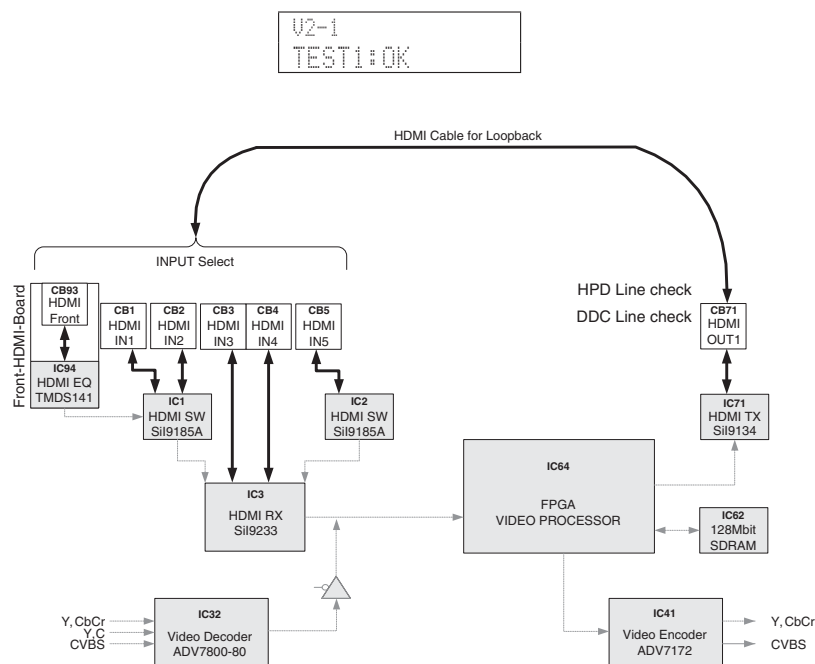 V2-1
TEST1:OK
HDMI Cable for Loopback
INPUT Select
HPD Line check
DDC Line check
Front-HDMI-Board
CB93
HDMI
Front
CB1
HDMI
IN1
CB2
HDMI
IN2
CB3
HDMI
IN3
CB4
HDMI
IN4
CB5
HDMI
IN5
CB71
HDMI
OUT1
IC94
HDMI EQ
TMDS141
IC1
HDMI SW
SiI9185A
IC2
HDMI SW
SiI9185A
IC71
HDMI TX
SiI9134
IC3
HDMI RX
SiI9233
IC64
FPGA
VIDEO PROCESSOR
IC62
128Mbit
SDRAM
Y, CbCr
Y,C
CVBS
IC32
Video Decoder
ADV7800-80
IC41
Video Encoder
ADV7172
Y, CbCr
CVBS